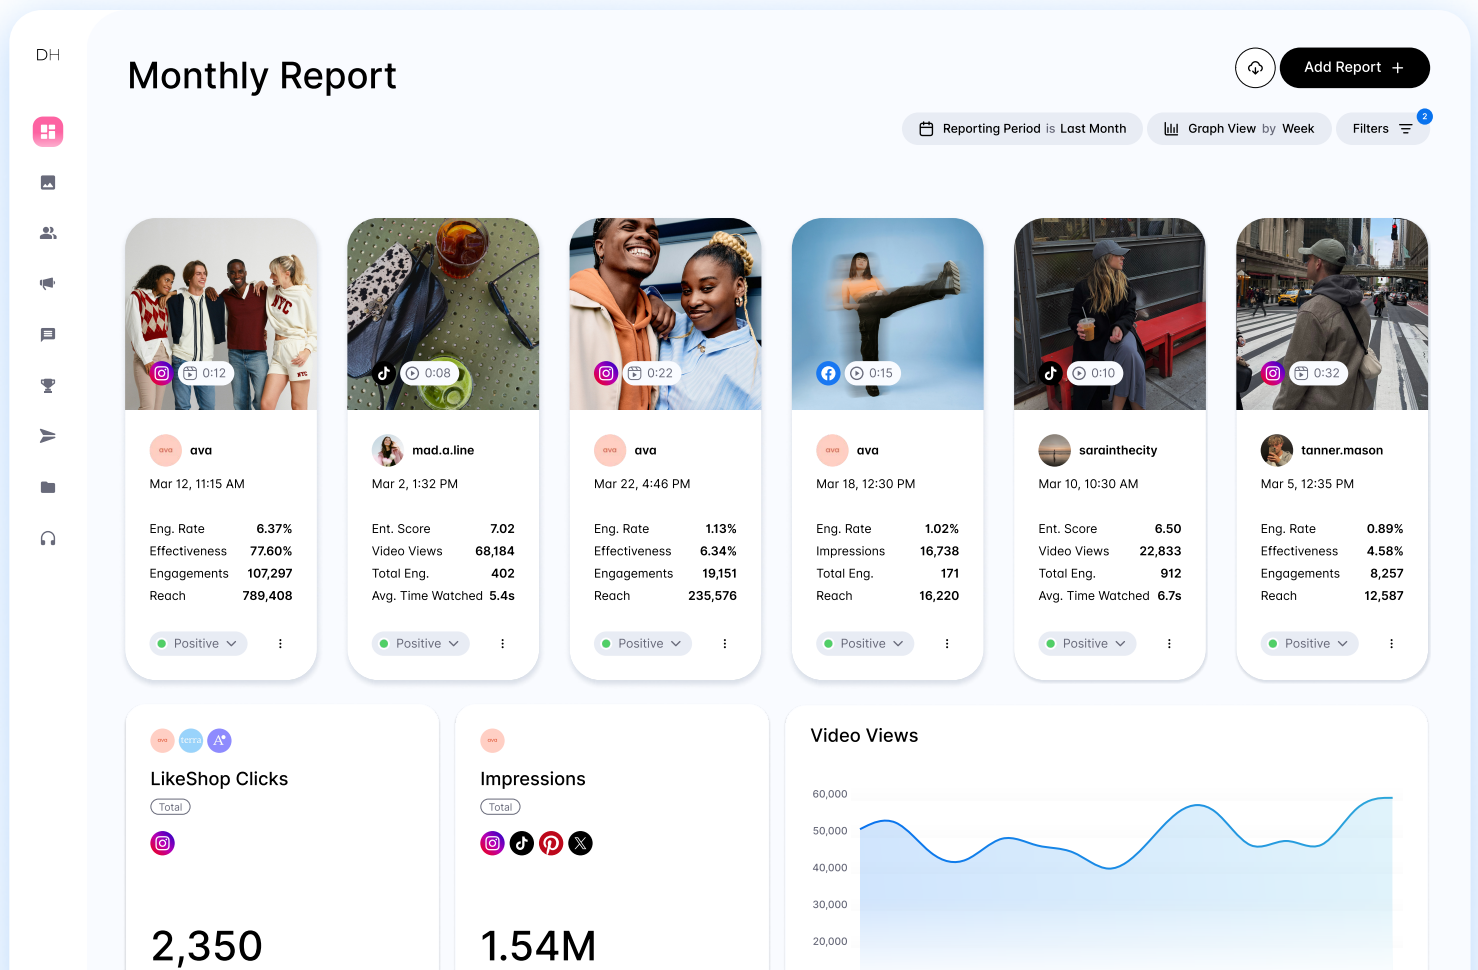 DH
Monthly Report
Add Report +
Reporting Period is Last Month
Graph View by Week
Filters
2
NYC
NYC
0:12
0:08
0:22
0:15
0:10
0:32
ava
ava
Mar 12, 11:15 AM
Eng. Rate 6.37%
Effectiveness 77.60%
Engagements 107,297
Reach 789,408
Positive
mad.a.line
Mar 2, 1:32 PM
Ent. Score 7.02
Video Views 68,184
Total Eng. 402
Avg. Time Watched 5.4s
Positive
ava
ava
Mar 22, 4:46 PM
Eng. Rate 1.13%
Effectiveness 6.34%
Engagements 19,151
Reach 235,576
Positive
ava
ava
Mar 18, 12:30 PM
Eng. Rate 1.02%
Impressions 16,738
Total Eng. 171
Reach 16,220
Positive
sarainthecity
Mar 10, 10:30 AM
Ent. Score 6.50
Video Views 22,833
Total Eng. 912
Avg. Time Watched 6.7s
Positive
tanner.mason
Mar 5, 12:35 PM
Eng. Rate 0.89%
Effectiveness 4.58%
Engagements 8,257
Reach 12,587
Positive
ava
terra
A
LikeShop Clicks
Total
2,350
ava
Impressions
Total
1.54M
Video Views
60,000
50,000
40,000
30,000
20,000